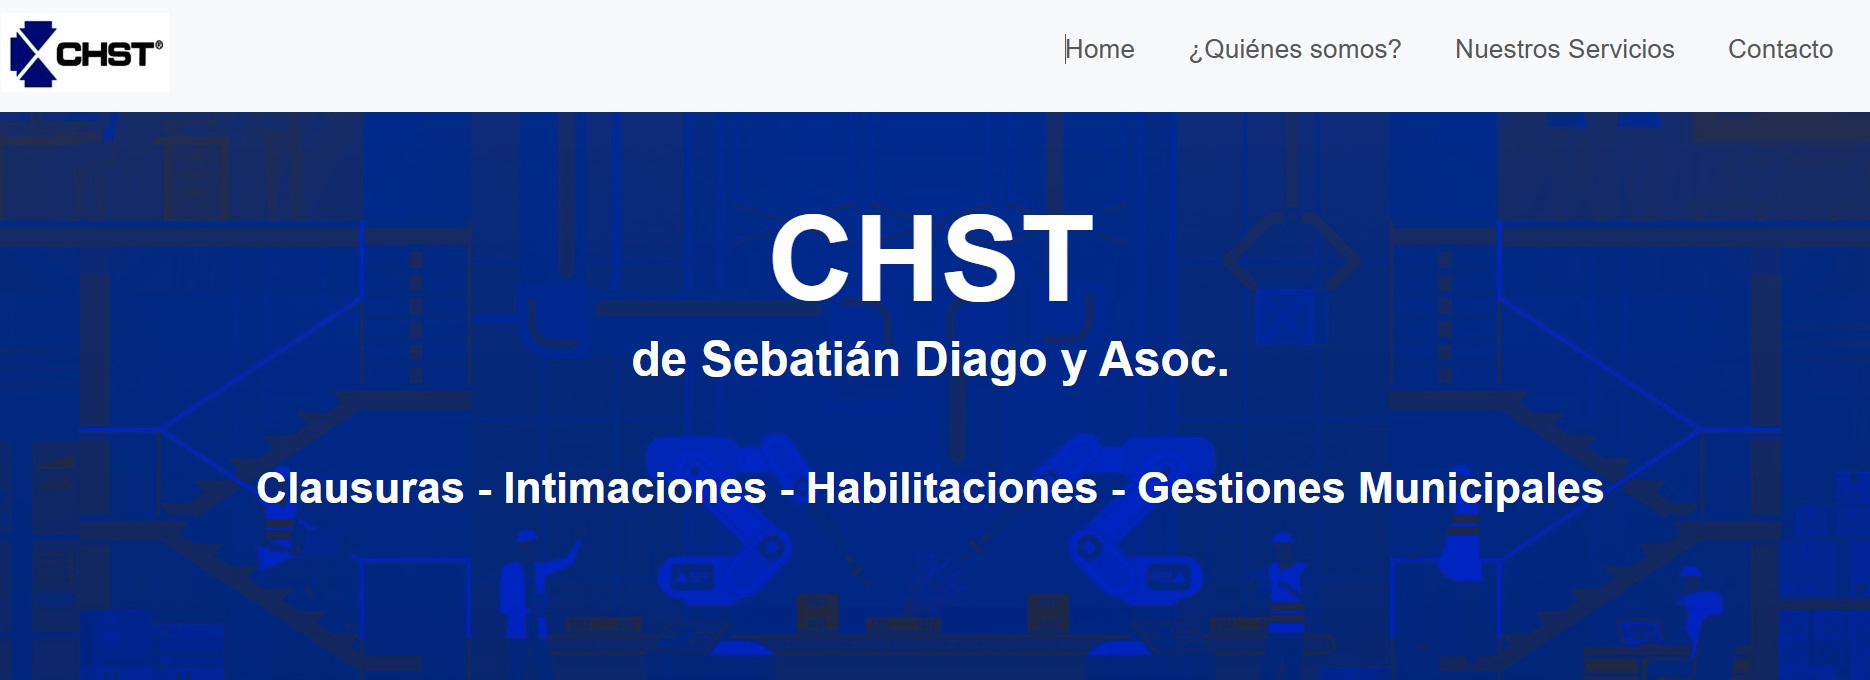 CHST®
Home ¿Quiénes somos? Nuestros Servicios Contacto
CHST
de Sebatián Diago y Asoc.
Clausuras - Intimaciones - Habilitaciones - Gestiones Municipales